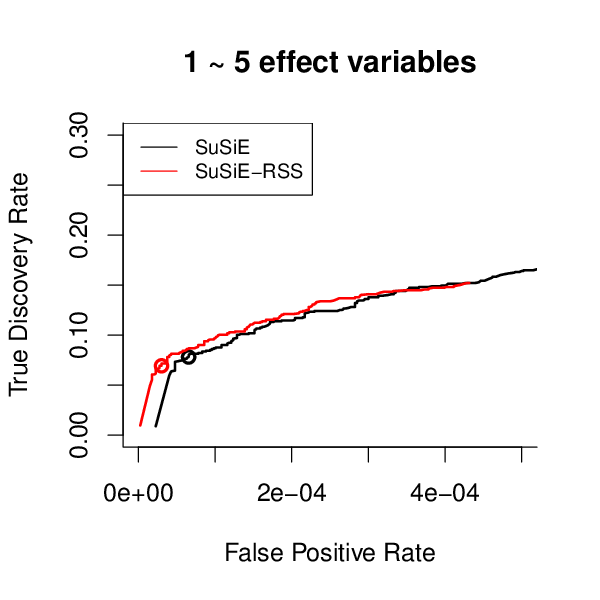 1 ~ 5 effect variables
SuSiE
SuSiE−RSS
True Discovery Rate
0.30
0.20
0.10
0.00
0e+00 2e−04 4e−04
False Positive Rate